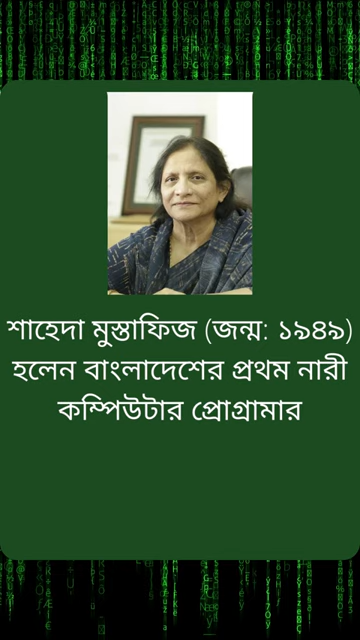 শাহেদা মুস্তাফিজ (জন্ম: ১৯৪৯)
হলেন বাংলাদেশের প্রথম নারী
কম্পিউটার প্রোগ্রামার